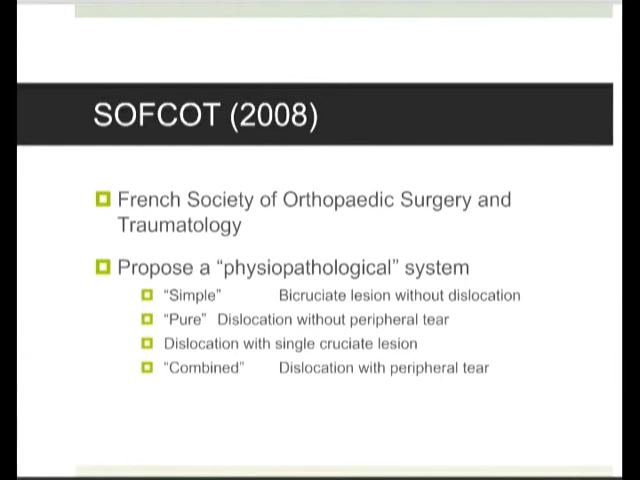 SOFCOT (2008)
French Society of Orthopaedic Surgery and
Traumatology
Propose a “physiopathological” system
“Simple” Bicruciate lesion without dislocation
“Pure” Dislocation without peripheral tear
Dislocation with single cruciate lesion
“Combined” Dislocation with peripheral tear